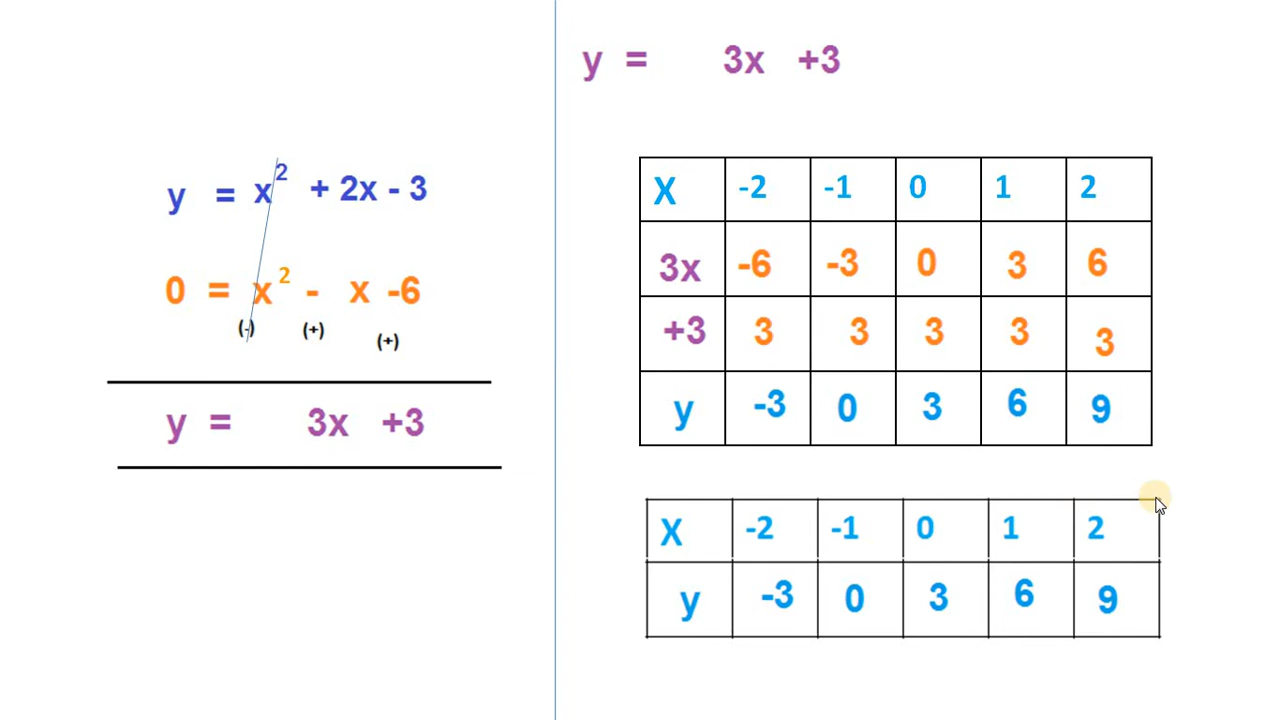 y = x² + 2x - 3
0 = x² - x -6
(-) (+) (+)
y = 3x +3
y = 3x +3
X -2 -1 0 1 2
3x -6 -3 0 3 6
+3 3 3 3 3 3
y -3 0 3 6 9
X -2 -1 0 1 2
y -3 0 3 6 9